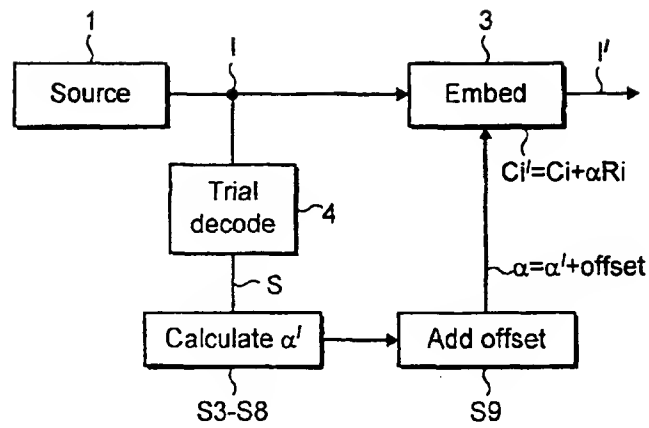 1
I
3
I'
Source
Embed
Ci'=Ci+αRi
Trial
decode
4
α=α'+offset
S
Calculate α'
Add offset
S3-S8
S9